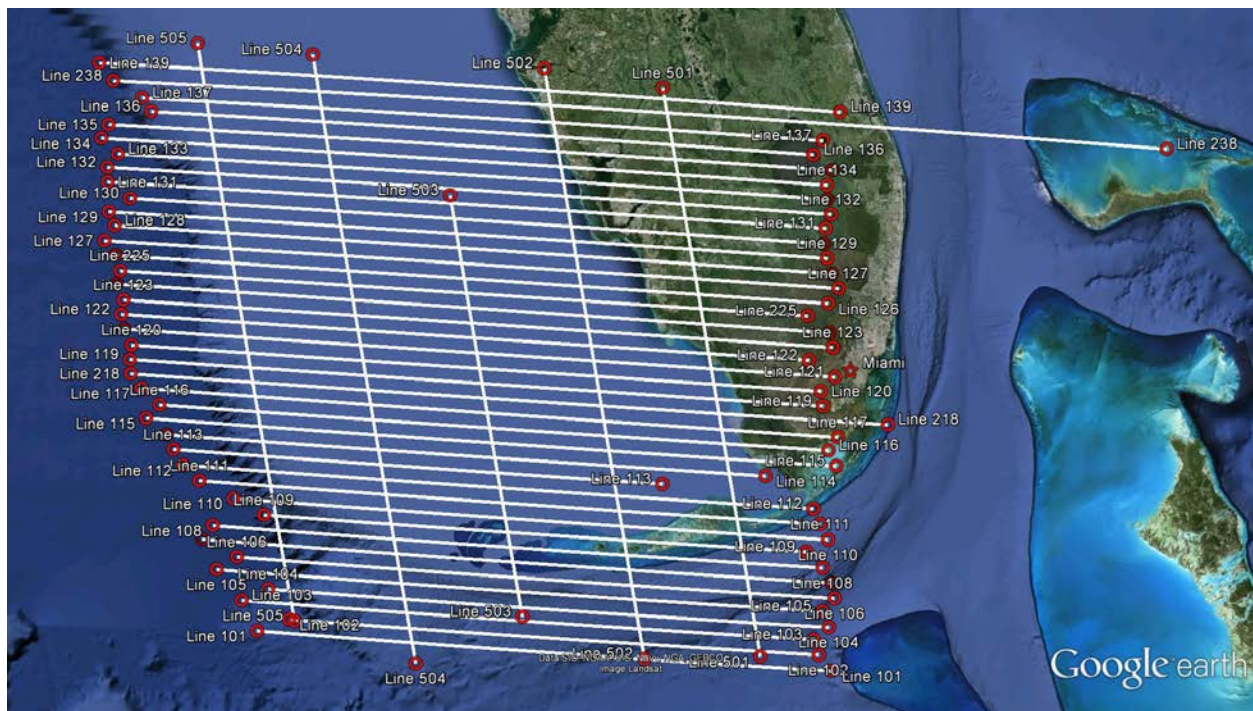 Line 505
Line 504
Line 139
Line 502
Line 238
Line 501
Line 137
Line 139
Line 136
Line 135
Line 137
Line 134
Line 133
Line 136
Line 238
Line 132
Line 134
Line 131
Line 503
Line 130
Line 132
Line 129
Line 128
Line 131
Line 127
Line 129
Line 225
Line 127
Line 123
Line 126
Line 225
Line 122
Line 123
Line 120
Line 122
Line 119
Line 121
Miami
Line 218
Line 120
Line 117
Line 116
Line 119
Line 115
Line 117
Line 218
Line 113
Line 116
Line 112
Line 111
Line 115
Line 113
Line 114
Line 110
Line 109
Line 112
Line 108
Line 111
Line 106
Line 109
Line 110
Line 105
Line 104
Line 108
Line 103
Line 105
Line 505
Line 102
Line 503
Line 106
Line 101
Line 103
Line 104
Line 502
Data SIO, NOAA, U.S. Navy, NGA, GEBCO
Image Landsat
Line 501
Line 102
Line 101
Line 504
Google earth